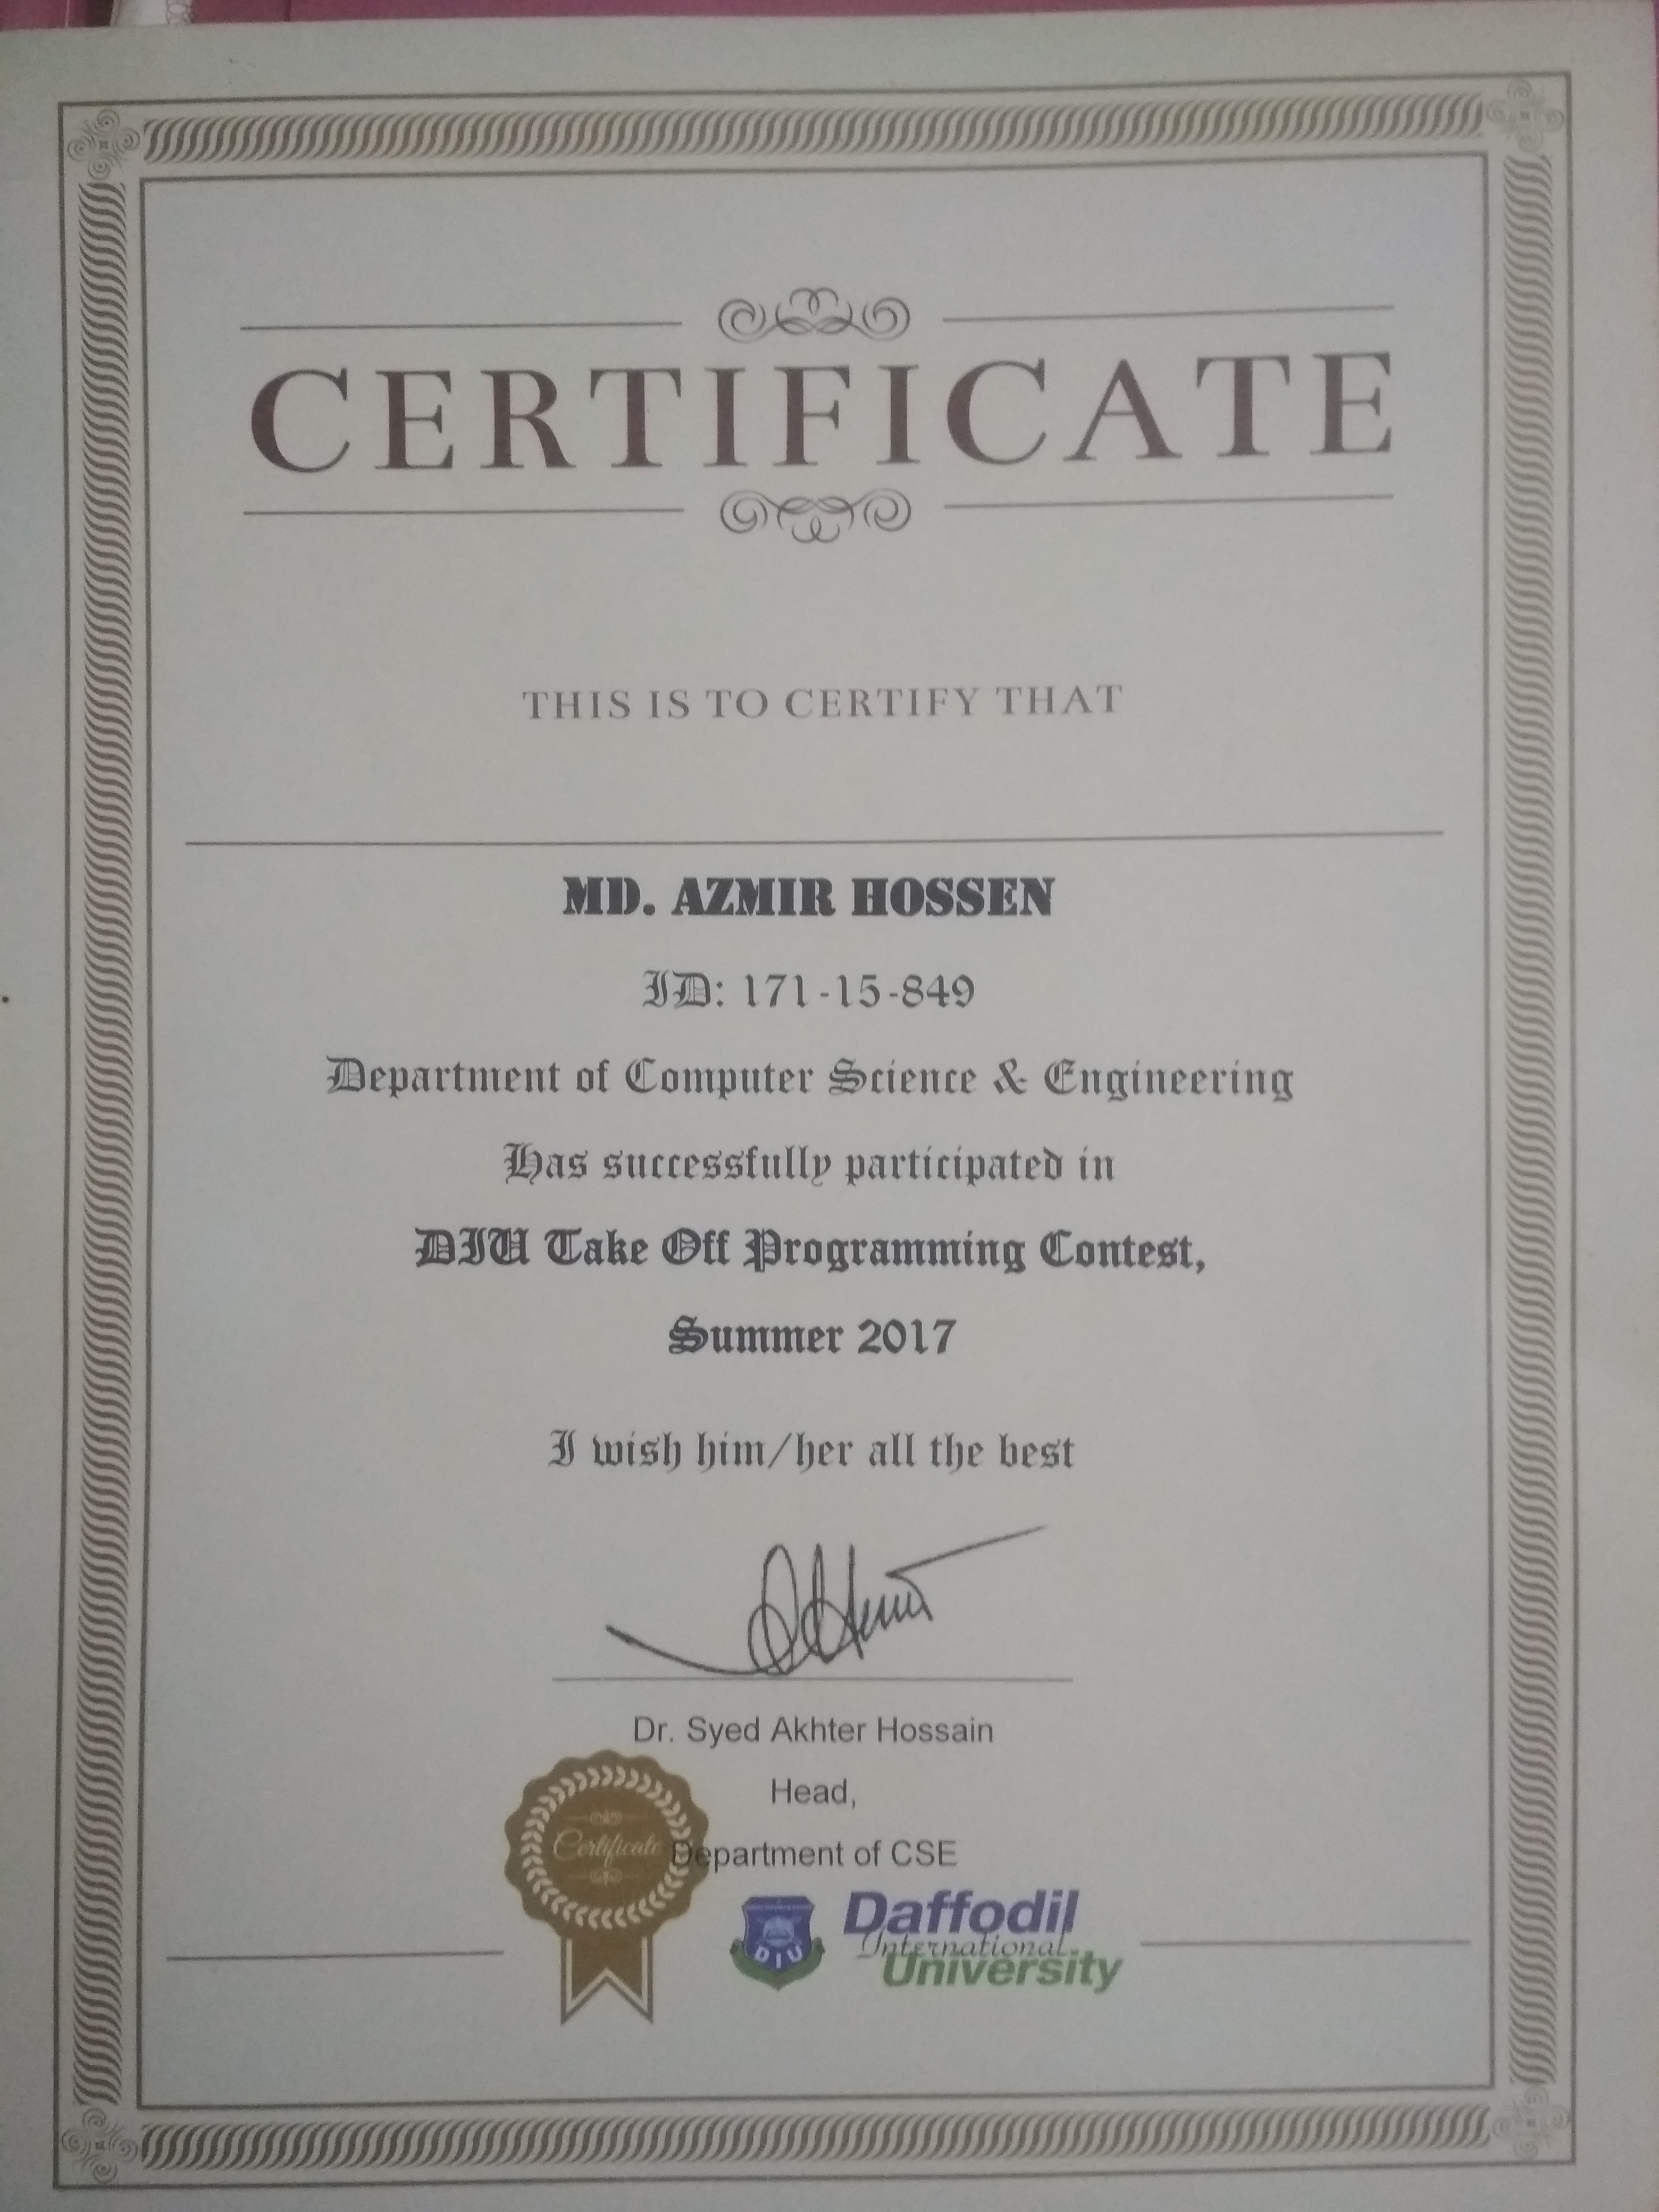 CERTIFICATE
THIS IS TO CERTIFY THAT
MD. AZMIR HOSSEN
ID: 171-15-849
Department of Computer Science & Engineering
Has successfully participated in
DIU Take Off Programming Contest,
Summer 2017
I wish him/her all the best
Dr. Syed Akhter Hossain
Head,
Department of CSE
Certificate
DIU
Daffodil
International
University